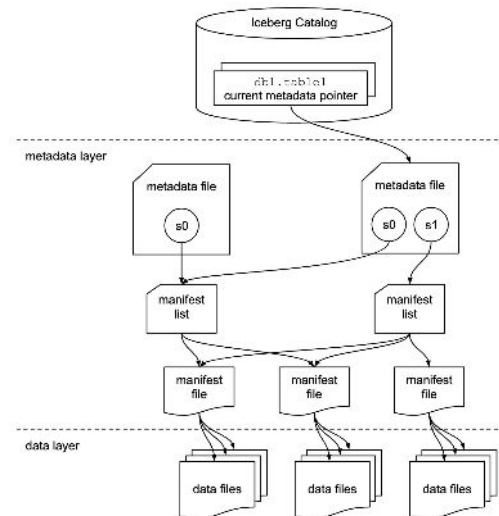 Iceberg Catalog
db1.table1
current metadata pointer
metadata layer
metadata file
s0
metadata file
s0
s1
manifest
list
manifest
list
manifest
file
manifest
file
manifest
file
data layer
data files
data files
data files